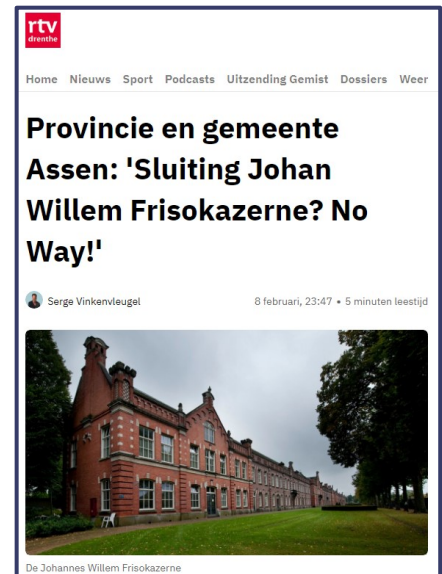 rtv
drenthe
Home Nieuws Sport Podcasts Uitzending Gemist Dossiers Weer
Provincie en gemeente
Assen: 'Sluiting Johan
Willem Frisokazerne? No
Way!'
Serge Vinkenvleugel 8 februari, 23:47 • 5 minuten leestijd
De Johannes Willem Frisokazerne